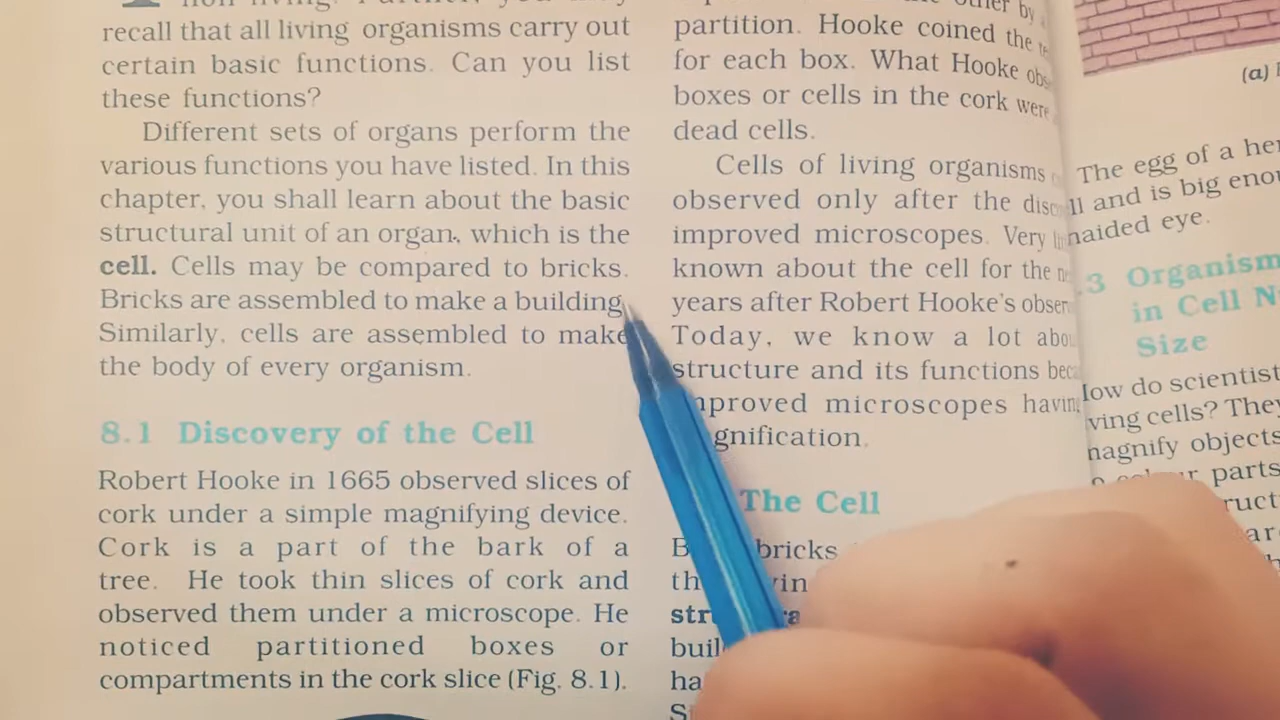 recall that all living organisms carry out
certain basic functions. Can you list
these functions?
Different sets of organs perform the
various functions you have listed. In this
chapter, you shall learn about the basic
structural unit of an organ, which is the
cell. Cells may be compared to bricks.
Bricks are assembled to make a building.
Similarly, cells are assembled to make
the body of every organism.
8.1 Discovery of the Cell
Robert Hooke in 1665 observed slices of
cork under a simple magnifying device.
Cork is a part of the bark of a
tree. He took thin slices of cork and
observed them under a microscope. He
noticed partitioned boxes or
compartments in the cork slice (Fig. 8.1).
other by
partition. Hooke coined the
for each box. What Hooke
boxes or cells in the cork were
dead cells.
Cells of living organisms
observed only after the
improved microscopes. Very
known about the cell for the
years after Robert Hooke's
Today, we know a lot
structure and its functions
improved microscopes having
The Cell
bricks
(a)
The egg of a
and is big
naided eye.
.3 Organism
in Cell
Size
How do scientist
ving cells? They
magnify objects
parts